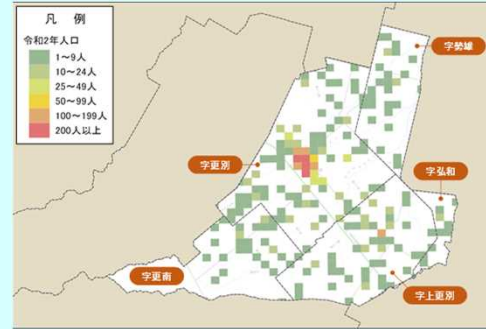 凡 例
令和2年人口
1～9人
10～24人
25～49人
50～99人
100～199人
200人以上
字勢雄
字更別
字弘和
字更南
字上更別